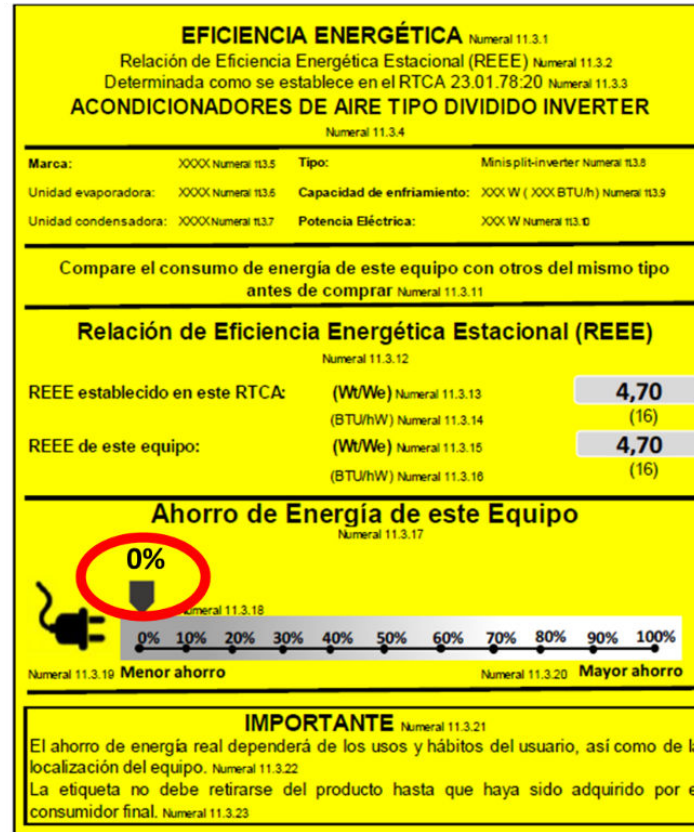 EFICIENCIA ENERGÉTICA Numeral 11.3.1
Relación de Eficiencia Energética Estacional (REEE) Numeral 11.3.2
Determinada como se establece en el RTCA 23.01.78:20 Numeral 11.3.3
ACONDICIONADORES DE AIRE TIPO DIVIDIDO INVERTER
Numeral 11.3.4
Marca: XXXX Numeral 11.3.5 Tipo: Minisplit-inverter Numeral 11.3.8
Unidad evaporadora: XXXX Numeral 11.3.6 Capacidad de enfriamiento: XXX W ( XXX BTU/h) Numeral 11.3.9
Unidad condensadora: XXXX Numeral 11.3.7 Potencia Eléctrica: XXX W Numeral 11.3.10
Compare el consumo de energía de este equipo con otros del mismo tipo
antes de comprar Numeral 11.3.11
Relación de Eficiencia Energética Estacional (REEE)
Numeral 11.3.12
REEE establecido en este RTCA: (Wt/We) Numeral 11.3.13 4,70
(BTU/hW) Numeral 11.3.14 (16)
REEE de este equipo: (Wt/We) Numeral 11.3.15 4,70
(BTU/hW) Numeral 11.3.16 (16)
Ahorro de Energía de este Equipo
Numeral 11.3.17
0%
Numeral 11.3.18
0% 10% 20% 30% 40% 50% 60% 70% 80% 90% 100%
Numeral 11.3.19 Menor ahorro Numeral 11.3.20 Mayor ahorro
IMPORTANTE Numeral 11.3.21
El ahorro de energía real dependerá de los usos y hábitos del usuario, así como de la
localización del equipo. Numeral 11.3.22
La etiqueta no debe retirarse del producto hasta que haya sido adquirido por e
consumidor final. Numeral 11.3.23